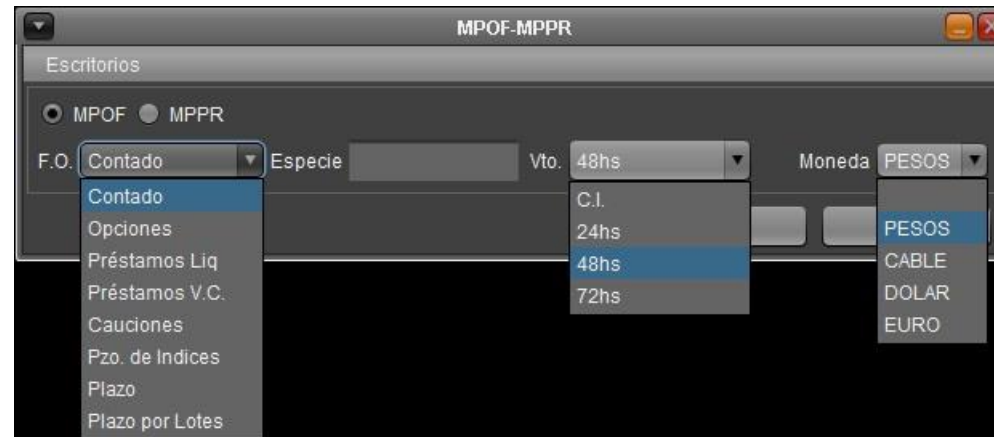 MPOF-MPPR
Escritorios
MPOF MPPR
F.O. Contado Especie Vto. 48hs Moneda PESOS
Contado
Opciones
Préstamos Liq
Préstamos V.C.
Cauciones
Pzo. de Indices
Plazo
Plazo por Lotes
C.I.
24hs
48hs
72hs
PESOS
CABLE
DOLAR
EURO